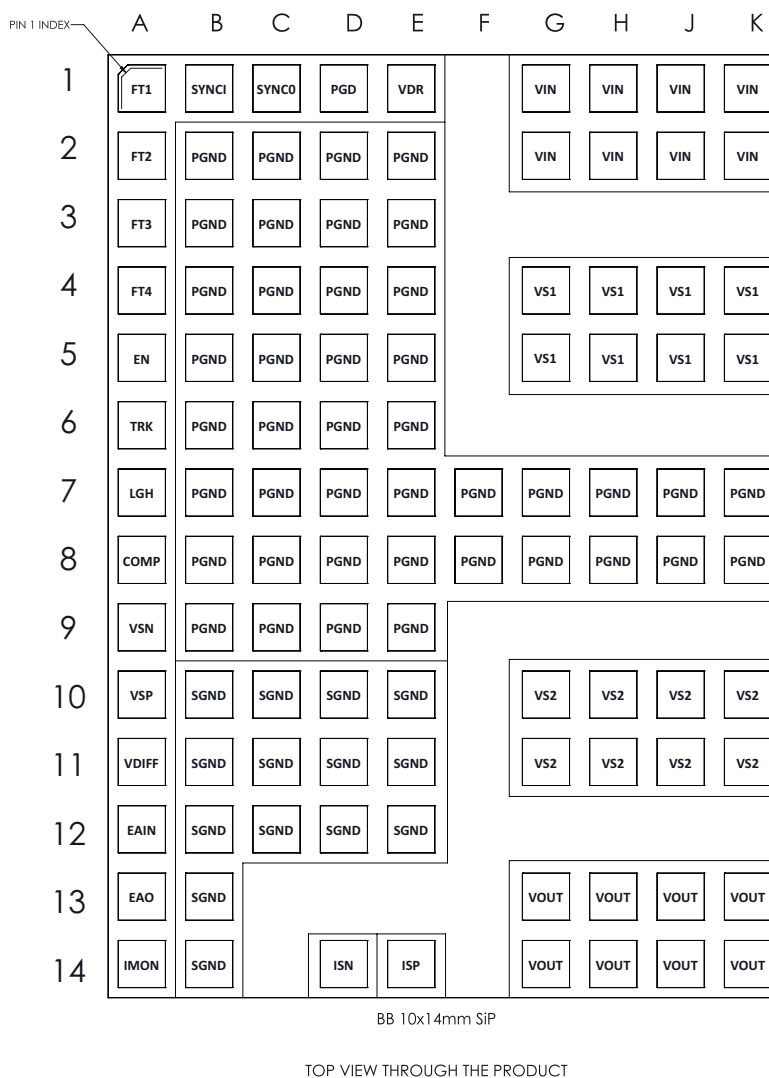 PIN 1 INDEX A B C D E F G H J K
1 FT1 SYNCI SYNC0 PGD VDR VIN VIN VIN VIN
2 FT2 PGND PGND PGND PGND VIN VIN VIN VIN
3 FT3 PGND PGND PGND PGND
4 FT4 PGND PGND PGND PGND VS1 VS1 VS1 VS1
5 EN PGND PGND PGND PGND VS1 VS1 VS1 VS1
6 TRK PGND PGND PGND PGND
7 LGH PGND PGND PGND PGND PGND PGND PGND PGND PGND
8 COMP PGND PGND PGND PGND PGND PGND PGND PGND PGND
9 VSN PGND PGND PGND PGND
10 VSP SGND SGND SGND SGND VS2 VS2 VS2 VS2
11 VDIFF SGND SGND SGND SGND VS2 VS2 VS2 VS2
12 EAIN SGND SGND SGND SGND
13 EAO SGND VOUT VOUT VOUT VOUT
14 IMON SGND ISN ISP VOUT VOUT VOUT VOUT
BB 10x14mm SiP
TOP VIEW THROUGH THE PRODUCT